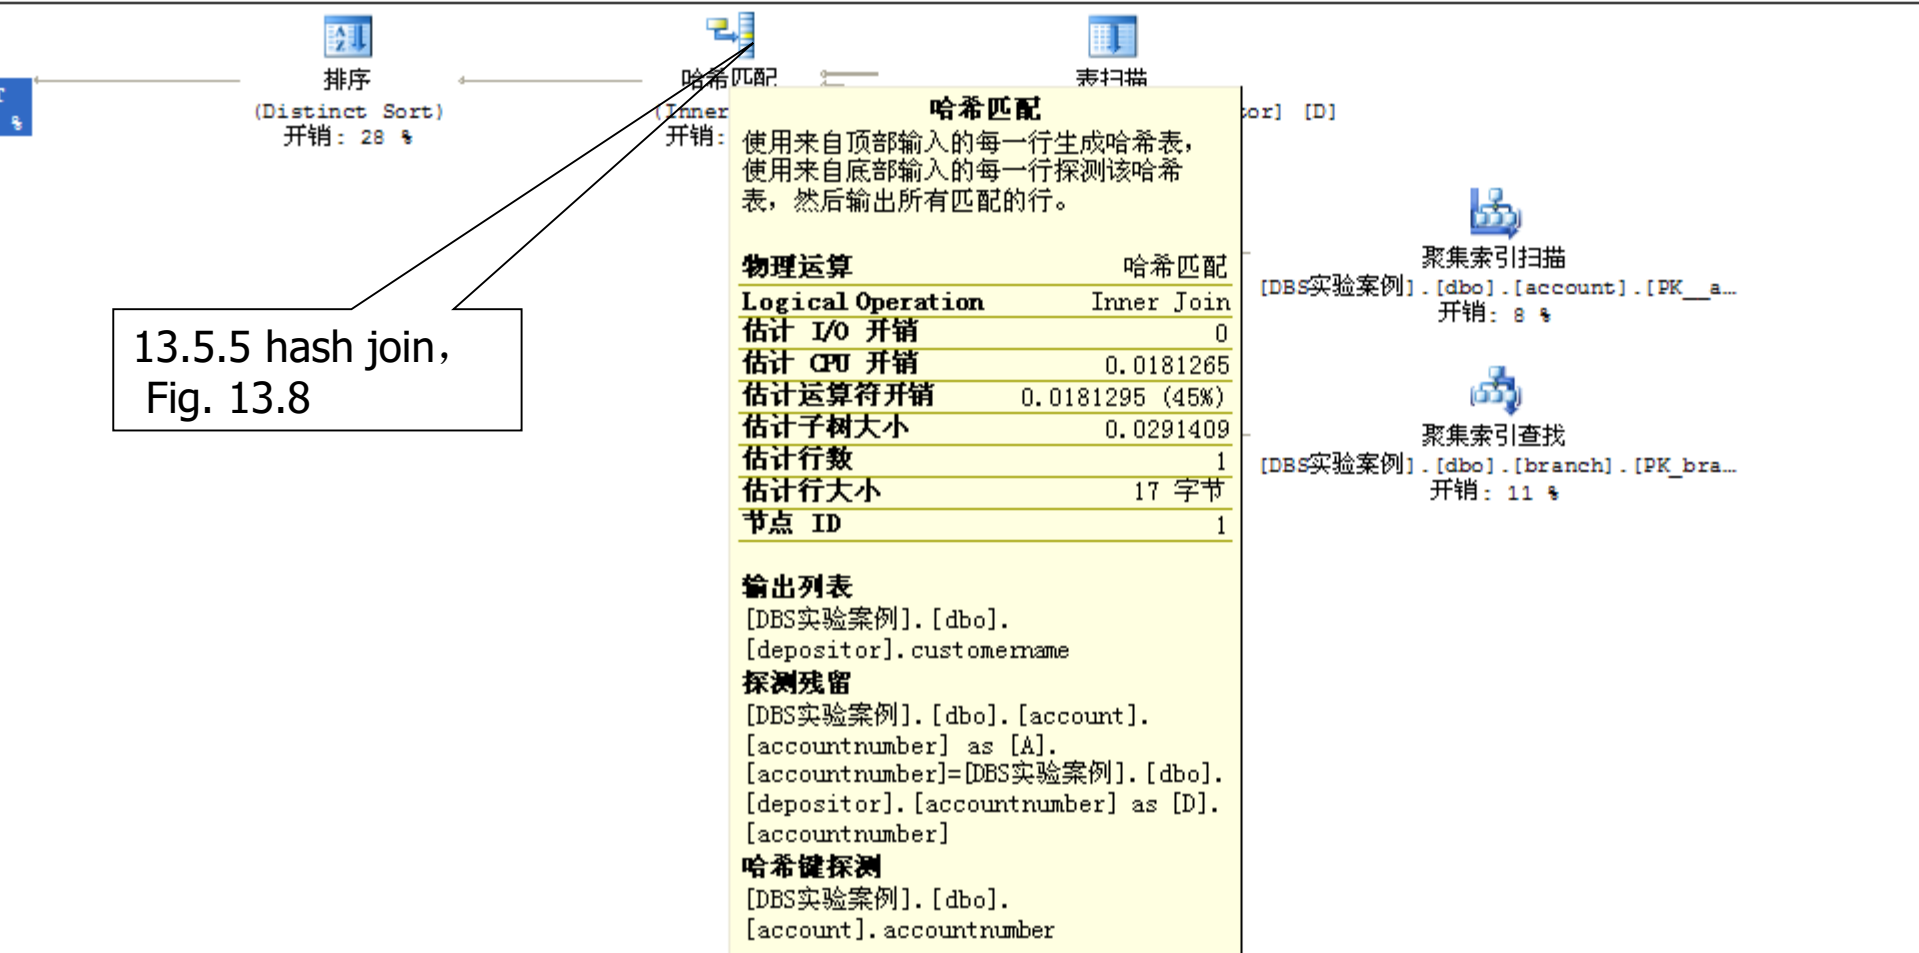 排序
(Distinct Sort)
开销: 28 %
哈希匹配
(Inner
开销:
表扫描
or] [D]
%
13.5.5 hash join，
Fig. 13.8
哈希匹配
使用来自顶部输入的每一行生成哈希表，
使用来自底部输入的每一行探测该哈希
表，然后输出所有匹配的行。
物理运算 哈希匹配
Logical Operation Inner Join
估计 I/O 开销 0
估计 CPU 开销 0.0181265
估计运算符开销 0.0181295 (45%)
估计子树大小 0.0291409
估计行数 1
估计行大小 17 字节
节点 ID 1
输出列表
[DBS实验案例].[dbo].
[depositor].customername
探测残留
[DBS实验案例].[dbo].[account].
[accountnumber] as [A].
[accountnumber]=[DBS实验案例].[dbo].
[depositor].[accountnumber] as [D].
[accountnumber]
哈希键探测
[DBS实验案例].[dbo].
[account].accountnumber
聚集索引扫描
[DBS实验案例].[dbo].[account].[PK__a…
开销: 8 %
聚集索引查找
[DBS实验案例].[dbo].[branch].[PK_bra…
开销: 11 %